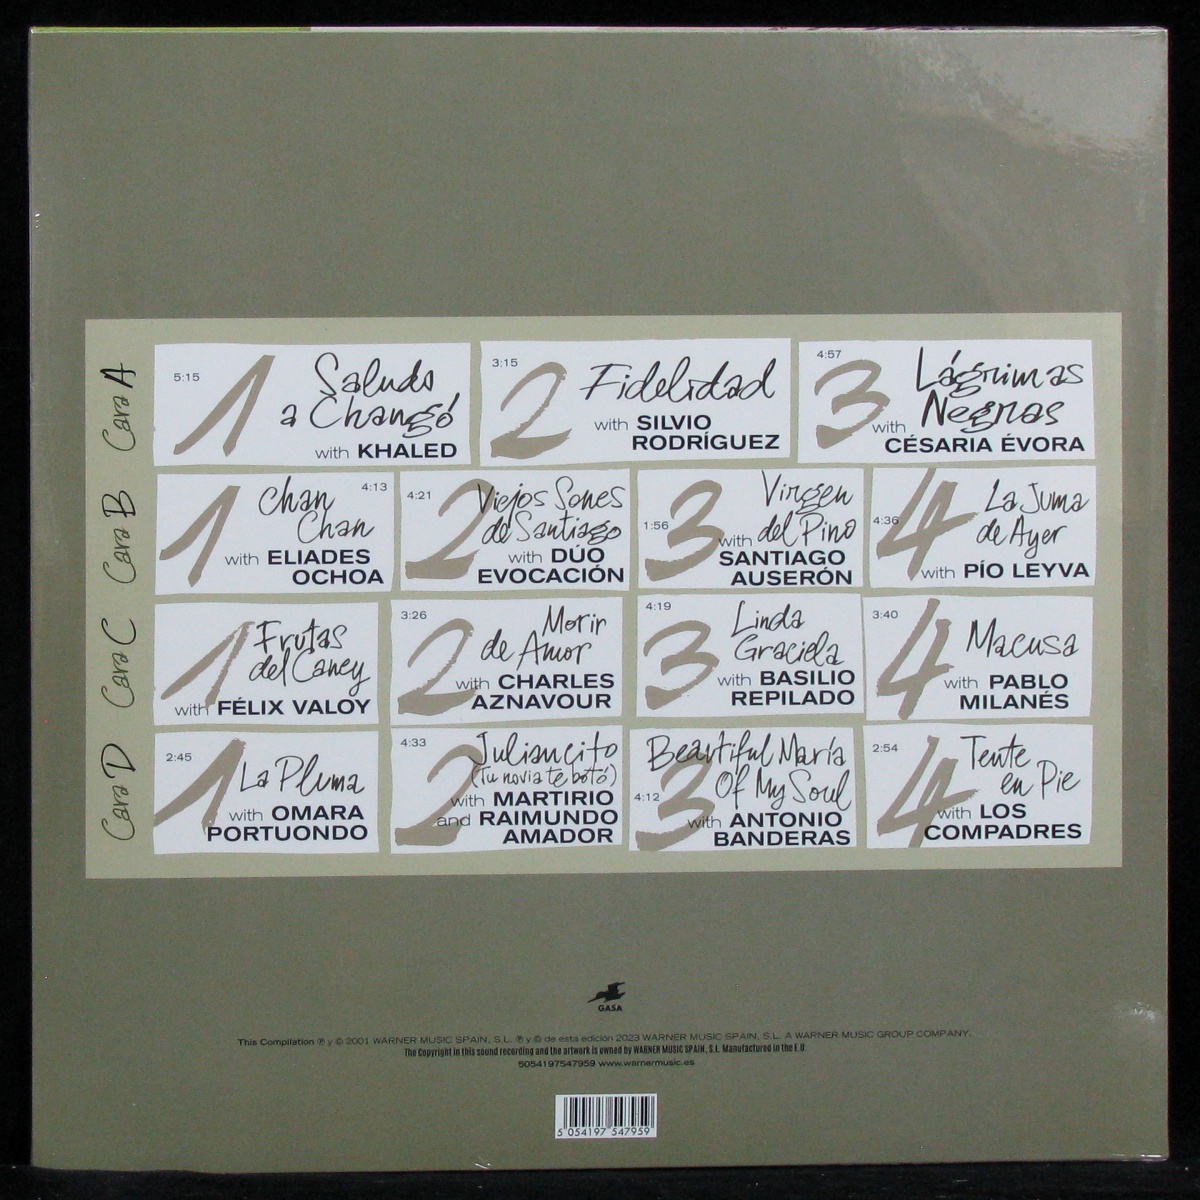 Cara A
5:15
1
Saludo
a Changó
with KHALED
3:15
2
Fidelidad
with SILVIO
RODRÍGUEZ
4:57
3
Lágrimas
Negras
with
CÉSARIA ÉVORA
Cara B
1
Chan 4:13
Chan
with ELIADES
OCHOA
4:21
2
Viejos Sones
de Santiago
with DÚO
EVOCACIÓN
1:56
3
Virgen
with del Pino
SANTIAGO
AUSERÓN
4:36
4
La Juma
de Ayer
with PÍO LEYVA
Cara C
1
Frutas
del Caney
with FÉLIX VALOY
3:26
2
Morir
de Amor
with CHARLES
AZNAVOUR
4:19
3
Linda
Graciela
with BASILIO
REPILADO
3:40
4
Macusa
with PABLO
MILANÉS
Cara D
2:45
1
La Pluma
with OMARA
PORTUONDO
4:33
2
Juliancito
(Tu novia te botó)
with MARTIRIO
and RAIMUNDO
AMADOR
4:12
3
Beautiful María
Of My Soul
with ANTONIO
BANDERAS
2:54
4
Tente
en Pie
with LOS
COMPADRES
GASA
This Compilation ℗ y © 2001 WARNER MUSIC SPAIN, S.L. ℗ y © de esta edición 2023 WARNER MUSIC SPAIN, S.L. A WARNER MUSIC GROUP COMPANY.
The Copyright in this sound recording and the artwork is owned by WARNER MUSIC SPAIN, S.L. Manufactured in the E.U.
5054197547959 www.warnermusic.es
5 054197 547959